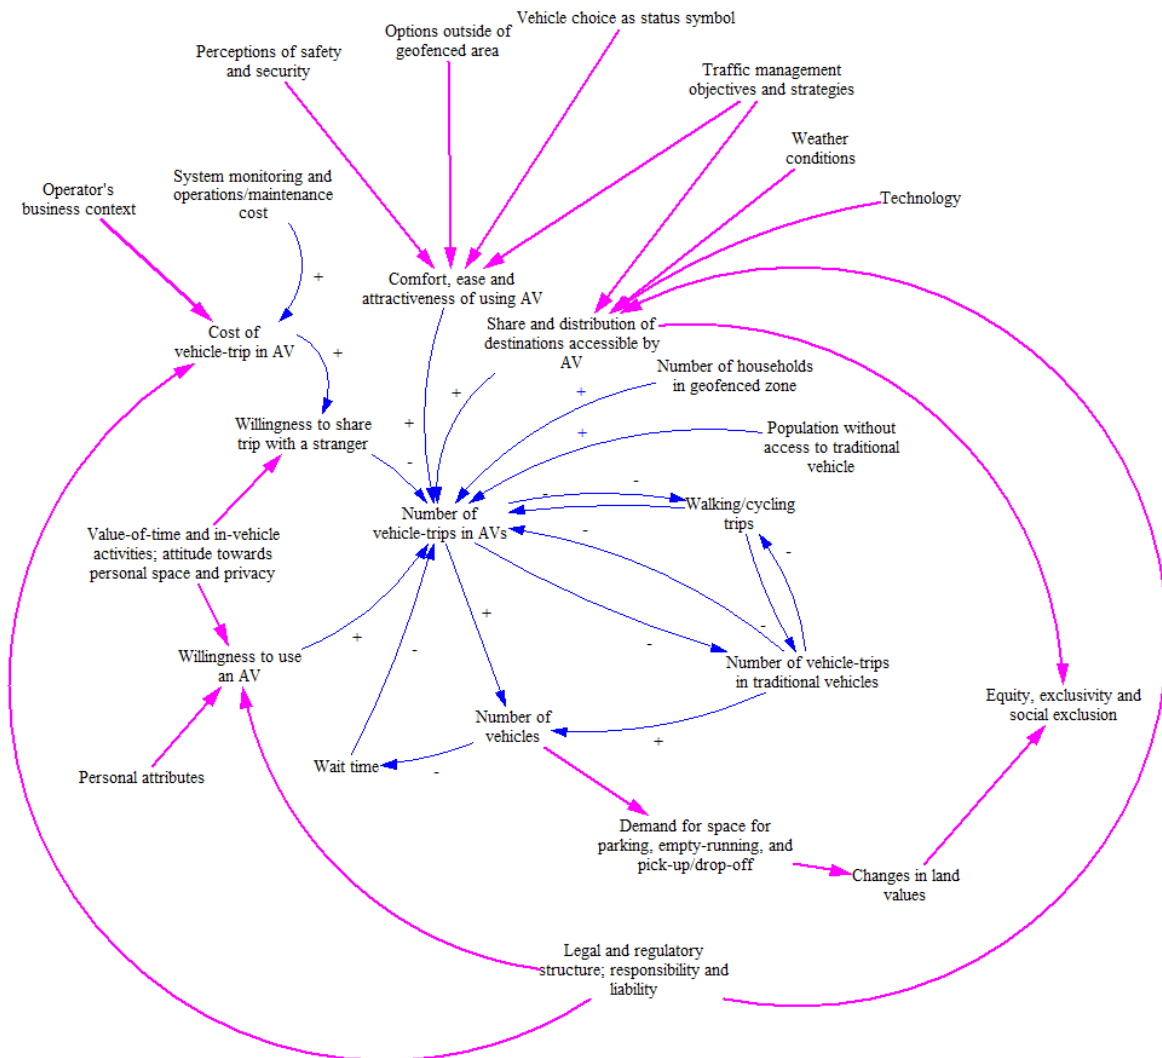 Vehicle choice as status symbol
Options outside of
geofenced area
Perceptions of safety
and security
Traffic management
objectives and strategies
Weather
conditions
System monitoring and
operations/maintenance
cost
Operator's
business context
Technology
+
Comfort, ease and
attractiveness of using AV
Share and distribution of
destinations accessible by
AV
Cost of
vehicle-trip in AV
+
Number of households
in geofenced zone
+
+
Willingness to share
trip with a stranger
+
+
Population without
access to traditional
vehicle
-
-
-
Number of
vehicle-trips in AVs
Walking/cycling
trips
-
-
Value-of-time and in-vehicle
activities; attitude towards
personal space and privacy
+
-
+
-
-
Willingness to use
an AV
Number of vehicle-trips
in traditional vehicles
Equity, exclusivity and
social exclusion
Number of
vehicles
+
Wait time
-
Personal attributes
Demand for space for
parking, empty-running, and
pick-up/drop-off
Changes in land
values
Legal and regulatory
structure; responsibility and
liability